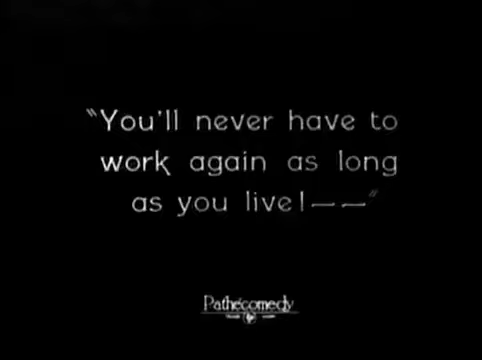 "You'll never have to
work again as long
as you live!——"
Pathécomedy